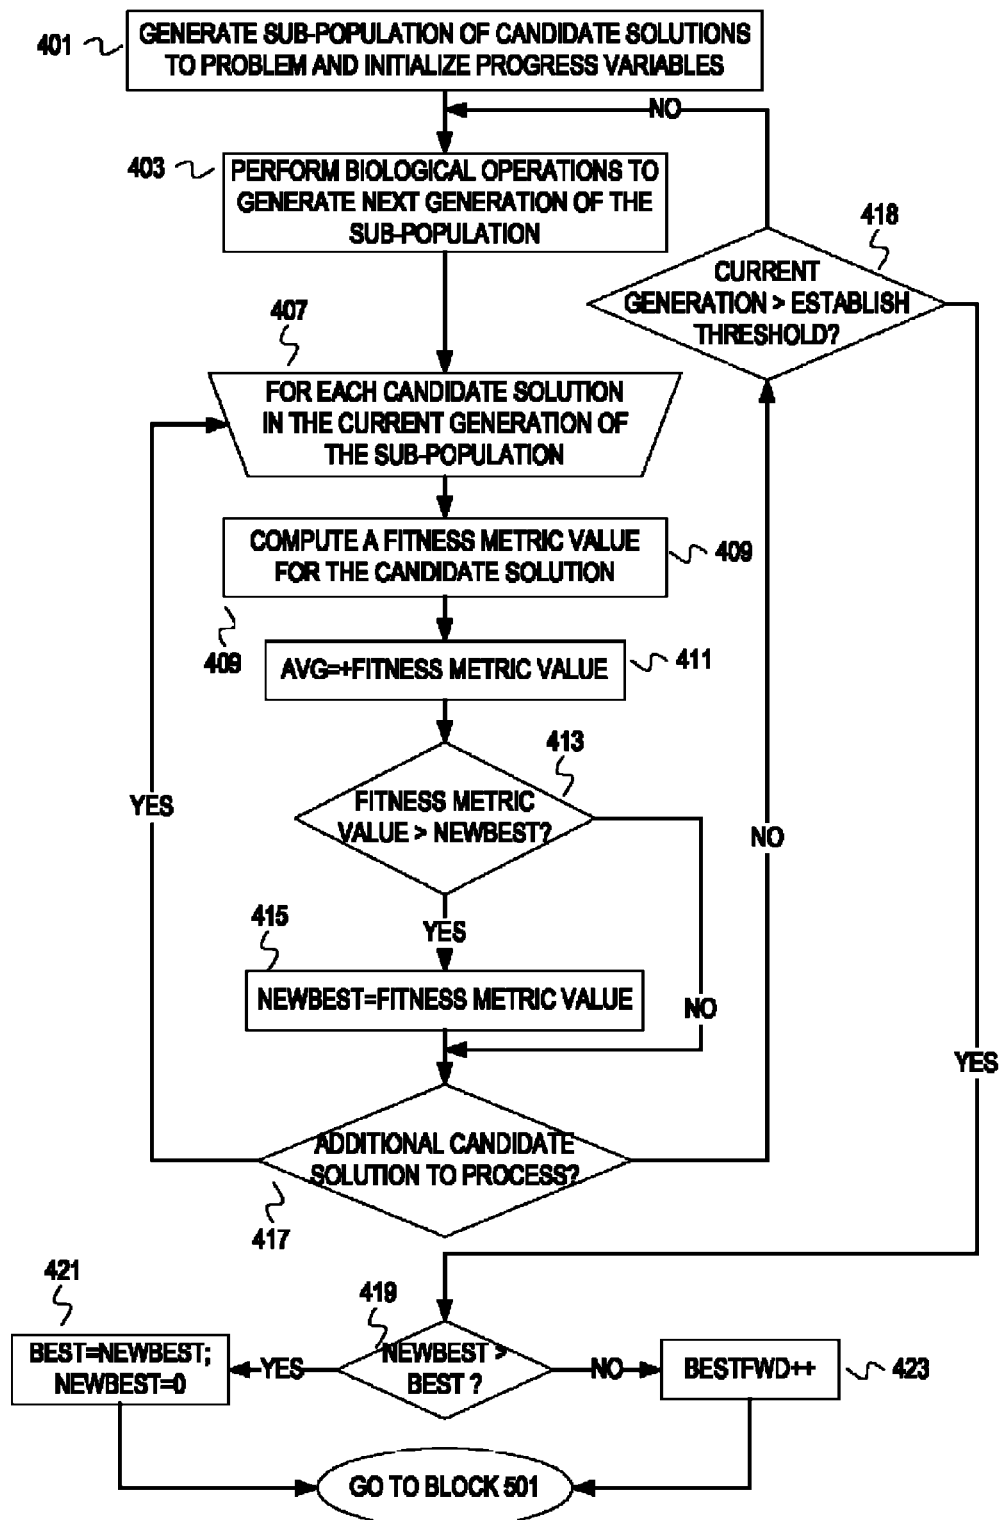 401
GENERATE SUB-POPULATION OF CANDIDATE SOLUTIONS
TO PROBLEM AND INITIALIZE PROGRESS VARIABLES
NO
403
PERFORM BIOLOGICAL OPERATIONS TO
GENERATE NEXT GENERATION OF THE
SUB-POPULATION
418
CURRENT
GENERATION > ESTABLISH
THRESHOLD?
407
FOR EACH CANDIDATE SOLUTION
IN THE CURRENT GENERATION OF
THE SUB-POPULATION
COMPUTE A FITNESS METRIC VALUE
FOR THE CANDIDATE SOLUTION
409
409
AVG=+FITNESS METRIC VALUE
411
413
FITNESS METRIC
VALUE > NEWBEST?
YES
NO
415
YES
NEWBEST=FITNESS METRIC VALUE
NO
YES
ADDITIONAL CANDIDATE
SOLUTION TO PROCESS?
417
421
BEST=NEWBEST;
NEWBEST=0
YES
419
NEWBEST >
BEST ?
NO
BESTFWD++
423
GO TO BLOCK 501